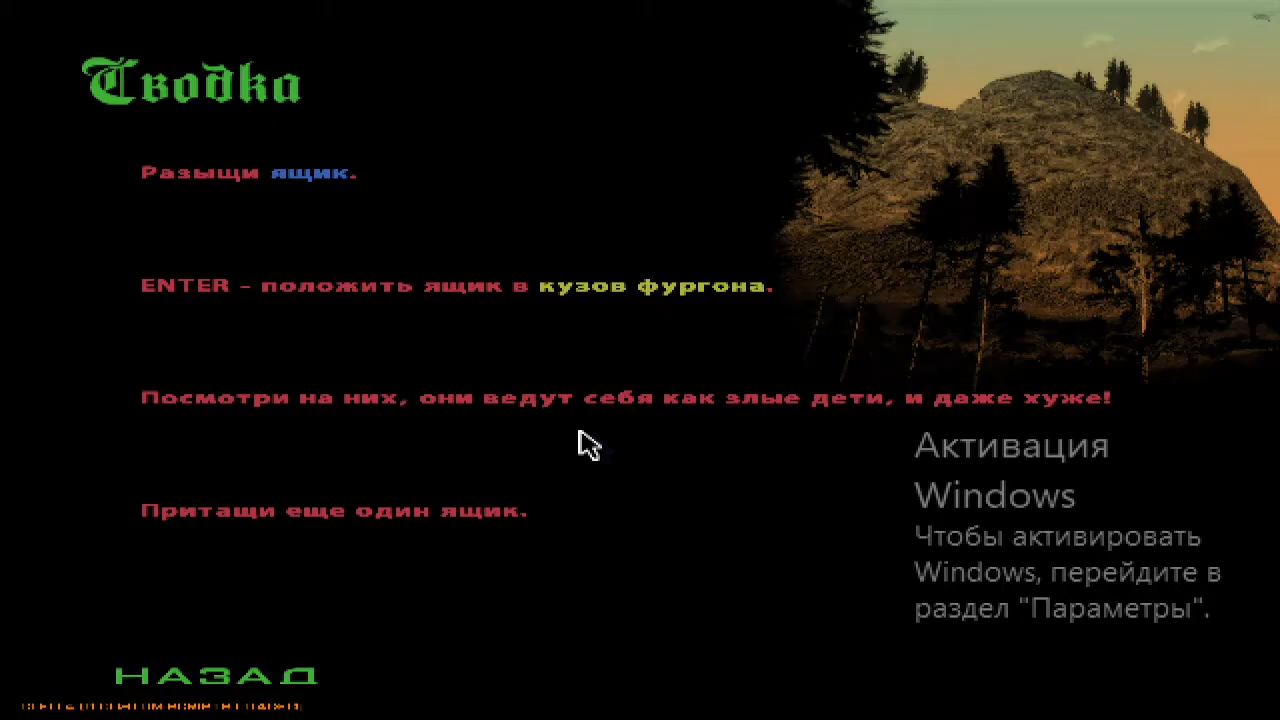 Сводка
Разыщи ящик.
ENTER - положить ящик в кузов фургона.
Посмотри на них, они ведут себя как злые дети, и даже хуже!
Активация
Windows
Чтобы активировать
Windows, перейдите в
раздел "Параметры".
Притащи еще один ящик.
НАЗАД